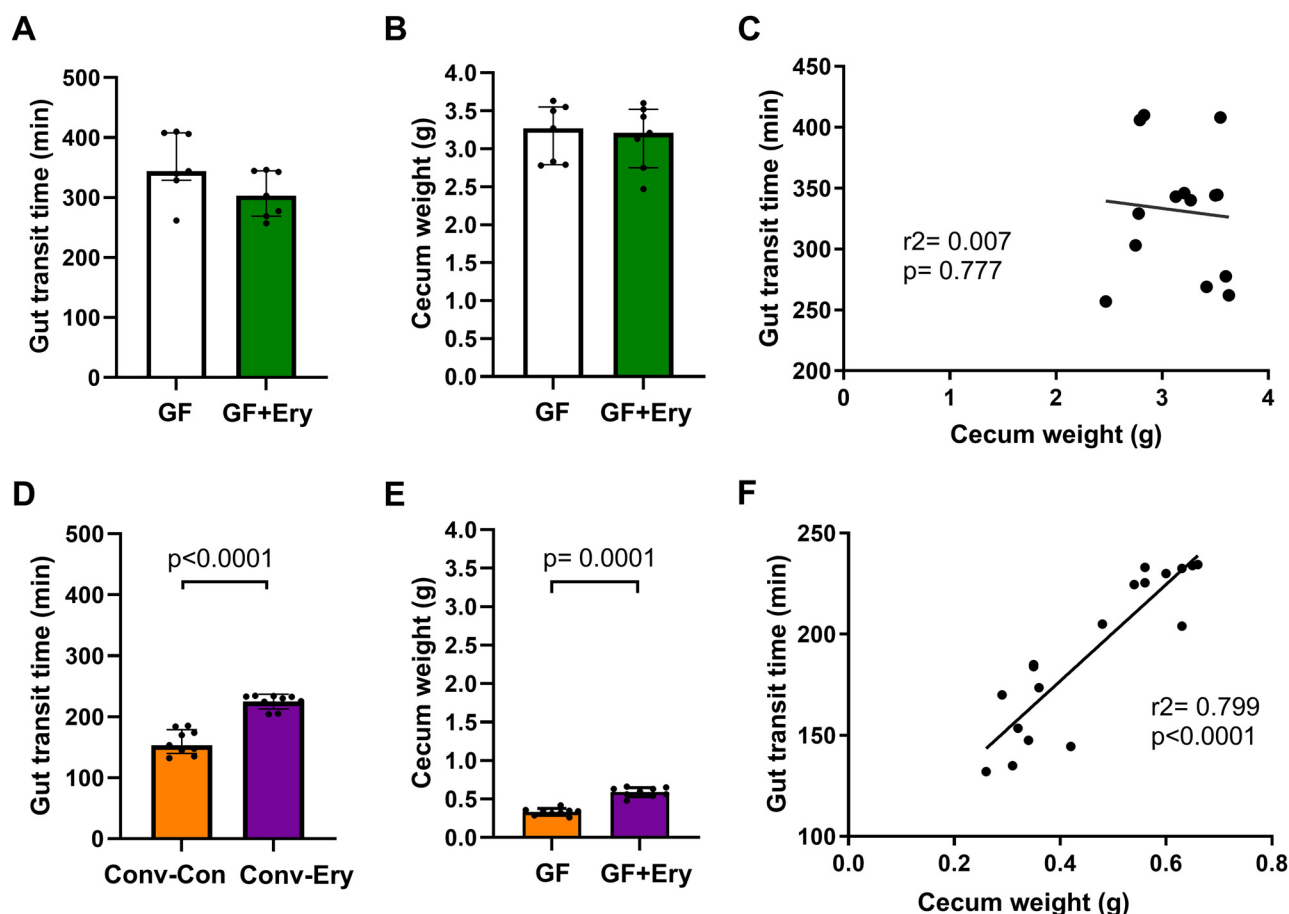 A
Gut transit time (min)
500
400
300
200
100
0
GF GF+Ery
B
Cecum weight (g)
4.0
3.5
3.0
2.5
2.0
1.5
1.0
0.5
0.0
GF GF+Ery
C
Gut transit time (min)
450
400
350
300
250
200
r2= 0.007
p= 0.777
0 1 2 3 4
Cecum weight (g)
D
Gut transit time (min)
500
400
300
200
100
0
p<0.0001
Conv-Con Conv-Ery
E
Cecum weight (g)
4.0
3.5
3.0
2.5
2.0
1.5
1.0
0.5
0.0
p= 0.0001
GF GF+Ery
F
Gut transit time (min)
250
200
150
100
r2= 0.799
p<0.0001
0.0 0.2 0.4 0.6 0.8
Cecum weight (g)